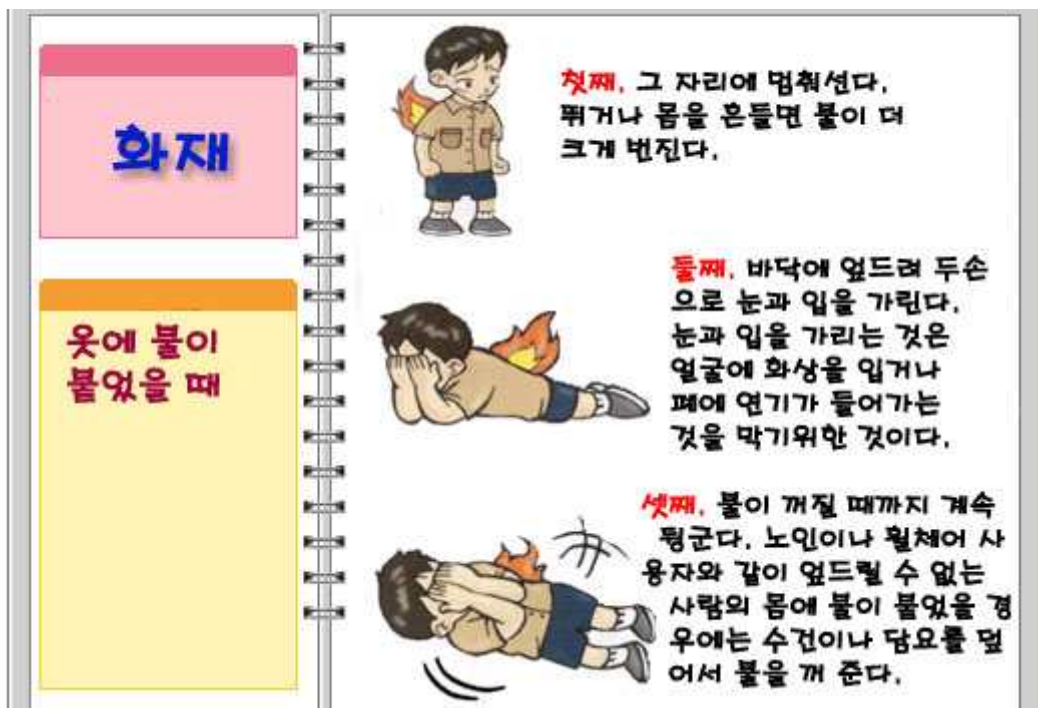 화재
옷에 불이
붙었을 때
첫째, 그 자리에 멈춰선다.
뛰거나 몸을 흔들면 불이 더
크게 번진다.
둘째, 바닥에 엎드려 두손
으로 눈과 입을 가린다.
눈과 입을 가리는 것은
얼굴에 화상을 입거나
폐에 연기가 들어가는
것을 막기위한 것이다.
셋째, 불이 꺼질 때까지 계속
뒹군다. 노인이나 휠체어 사
용자와 같이 엎드릴 수 없는
사람의 몸에 불이 붙었을 경
우에는 수건이나 담요를 덮
어서 불을 꺼 준다.